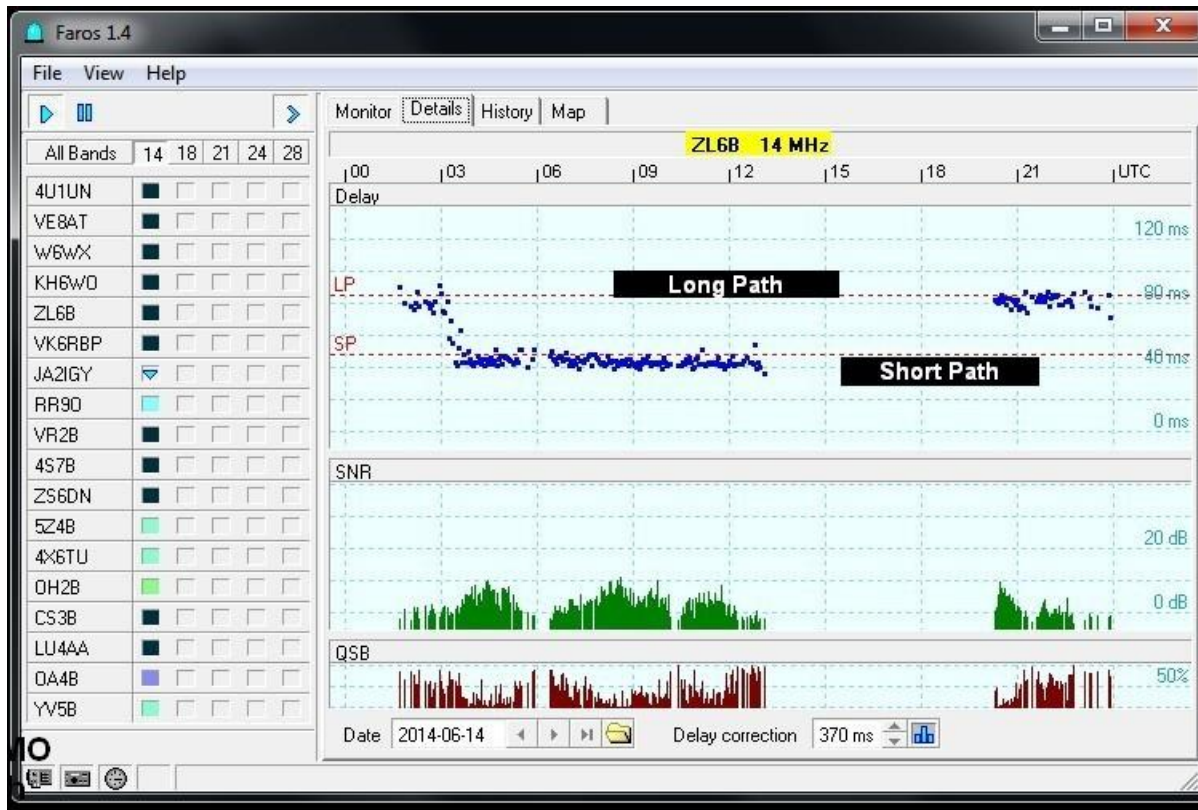 Faros 1.4
File View Help
Monitor Details History Map
All Bands 14 18 21 24 28
ZL6B 14 MHz
00 03 06 09 12 15 18 21 UTC
4U1UN
VE8AT
W6WX
KH6WO
ZL6B
VK6RBP
JA2IGY
RR9O
VR2B
4S7B
ZS6DN
5Z4B
4X6TU
OH2B
CS3B
LU4AA
OA4B
YV5B
Delay
120 ms
LP
Long Path
80 ms
SP
40 ms
Short Path
0 ms
SNR
20 dB
0 dB
QSB
50%
Date 2014-06-14 Delay correction 370 ms